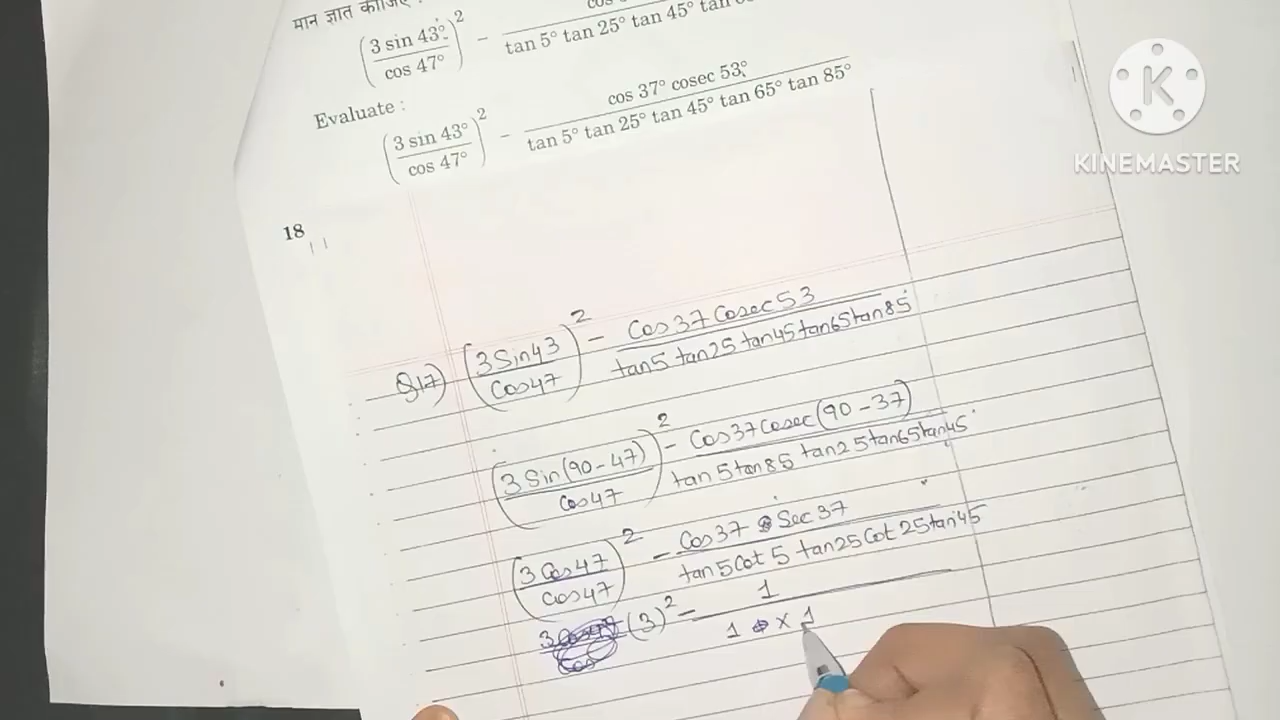 मान ज्ञात कीजिए :
(3 sin 43° / cos 47°)² − cos
tan 5° tan 25° tan 45° tan
Evaluate :
(3 sin 43° / cos 47°)² − cos 37° cosec 53° / tan 5° tan 25° tan 45° tan 65° tan 85°
KINEMASTER
18
Q17) (3Sin43 / Cos47)² − Cos37 Cosec53 / tan5 tan25 tan45 tan65 tan85
(3Sin(90−47) / Cos47)² − Cos37 Cosec(90−37) / tan5 tan85 tan25 tan65 tan45
(3Cos47 / Cos47)² − Cos37 Sec37 / tan5 Cot5 tan25 Cot25 tan45
(3)² − 1 / 1 × 1